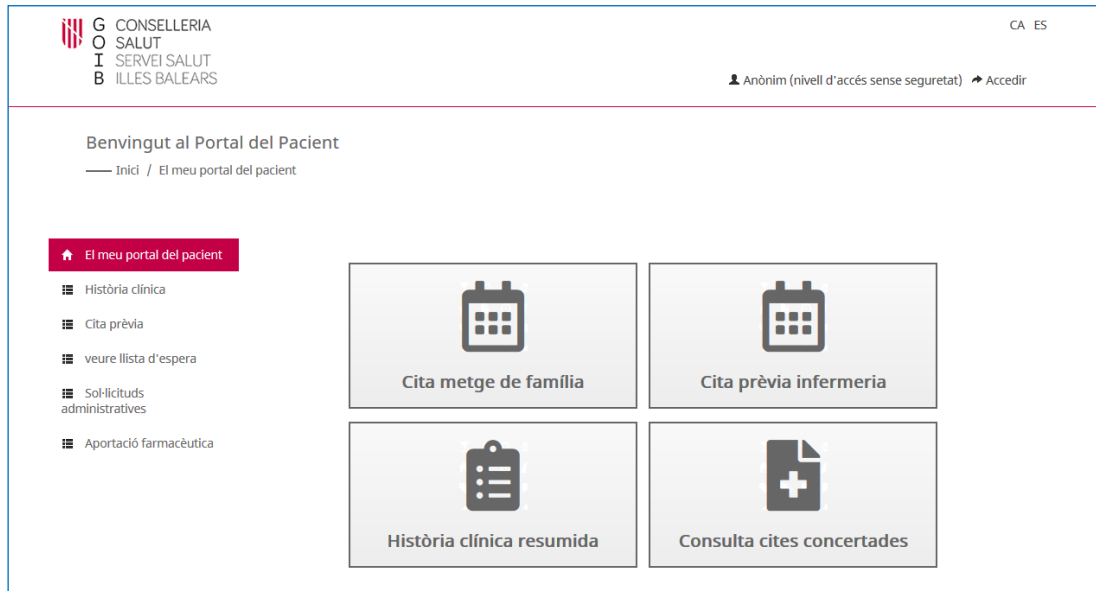 G CONSELLERIA
O SALUT
I SERVEI SALUT
B ILLES BALEARS
CA ES
Anònim (nivell d'accés sense seguretat) Accedir
Benvingut al Portal del Pacient
Inici / El meu portal del pacient
El meu portal del pacient
Història clínica
Cita prèvia
veure llista d'espera
Sol·licituds
administratives
Aportació farmacèutica
Cita metge de família
Cita prèvia infermeria
Història clínica resumida
Consulta cites concertades